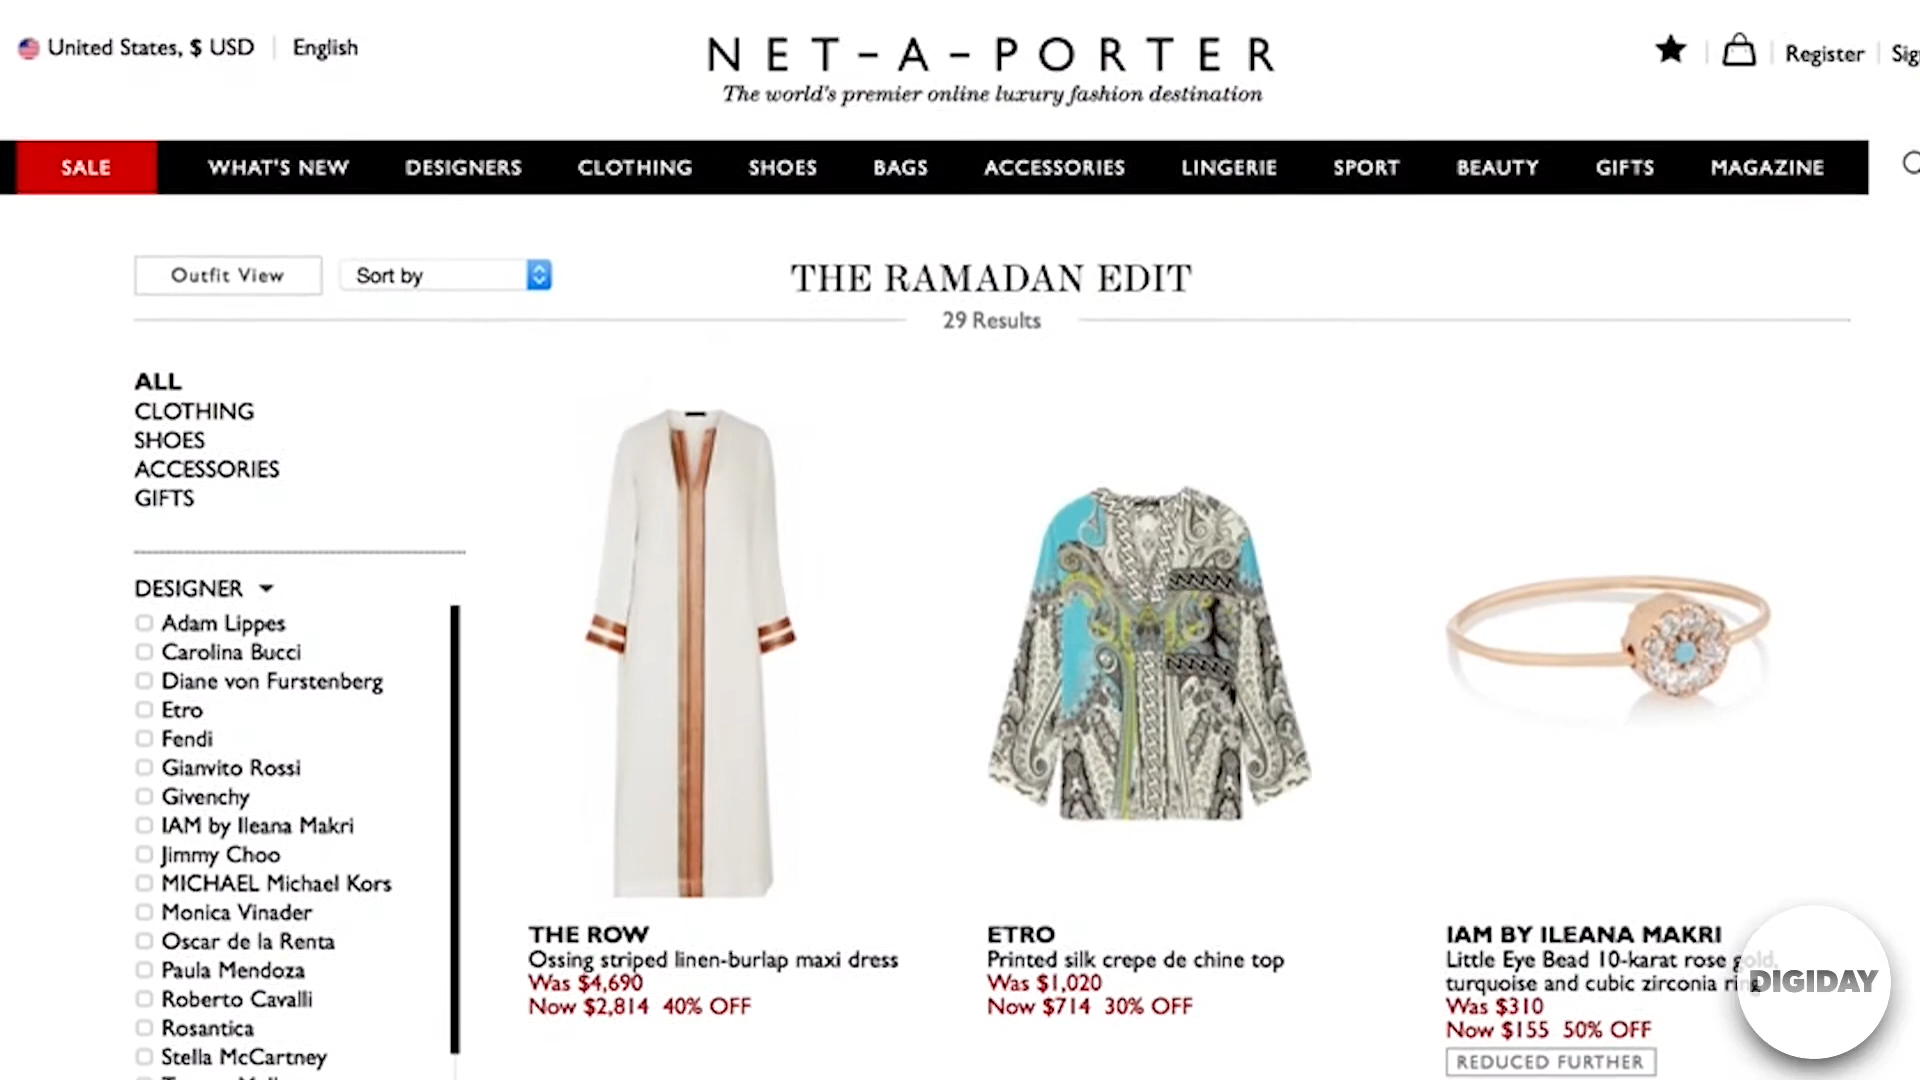 United States, $ USD
English
NET-A-PORTER
The world's premier online luxury fashion destination
Register
SALE
WHAT'S NEW
DESIGNERS
CLOTHING
SHOES
BAGS
ACCESSORIES
LINGERIE
SPORT
BEAUTY
GIFTS
MAGAZINE
Outfit View
Sort by
THE RAMADAN EDIT
29 Results
ALL
CLOTHING
SHOES
ACCESSORIES
GIFTS
DESIGNER
Adam Lippes
Carolina Bucci
Diane von Furstenberg
Etro
Fendi
Gianvito Rossi
Givenchy
IAM by Ileana Makri
Jimmy Choo
MICHAEL Michael Kors
Monica Vinader
Oscar de la Renta
Paula Mendoza
Roberto Cavalli
Rosantica
Stella McCartney
THE ROW
Ossing striped linen-burlap maxi dress
Was $4,690
Now $2,814 40% OFF
ETRO
Printed silk crepe de chine top
Was $1,020
Now $714 30% OFF
IAM BY ILEANA MAKRI
Little Eye Bead 10-karat rose gold,
turquoise and cubic zirconia ring
Was $310
Now $155 50% OFF
REDUCED FURTHER
DIGIDAY